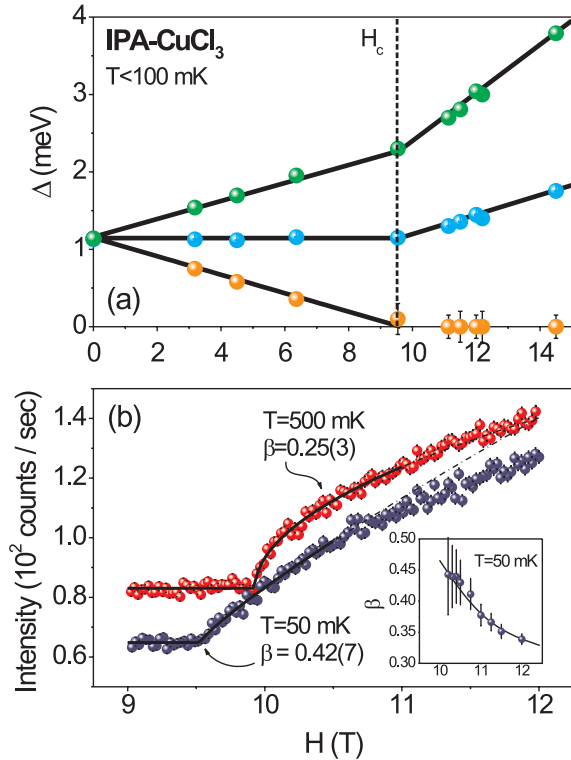 4
3
2
1
0
Δ (meV)
IPA-CuCl₃
T<100 mK
H_c
(a)
0 2 4 6 8 10 12 14
1.4
1.2
1.0
0.8
0.6
Intensity (10² counts / sec)
(b)
T=500 mK
β=0.25(3)
T=50 mK
β = 0.42(7)
0.50
0.45
0.40
0.35
0.30
β
T=50 mK
10 11 12
9 10 11 12
H (T)